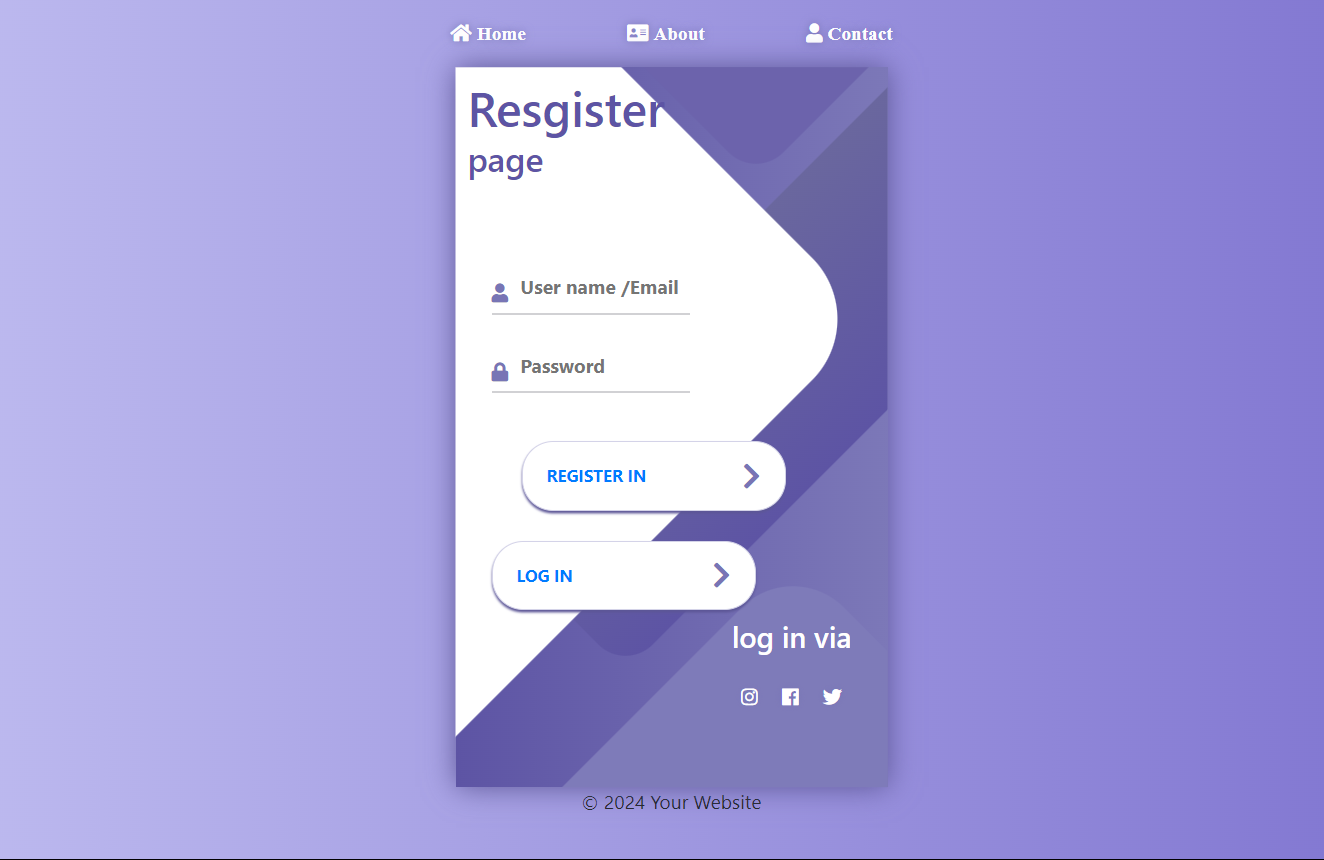 Home About Contact
Resgister
page
User name /Email
Password
REGISTER IN
LOG IN
log in via
© 2024 Your Website